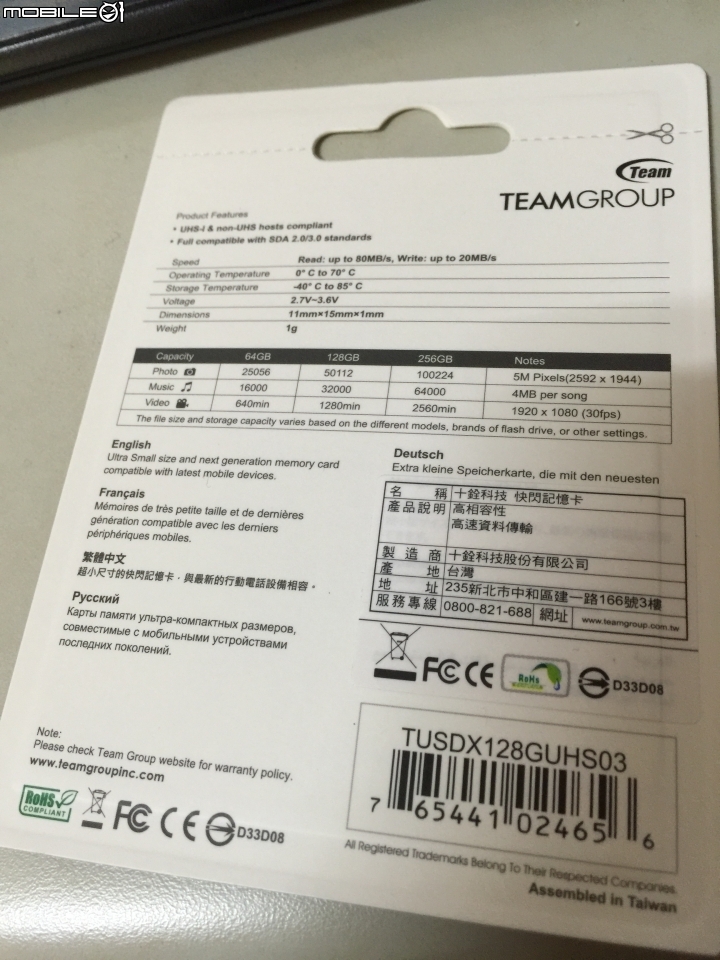 MOBILE01
Team
TEAMGROUP
Product Features
• UHS-I & non-UHS hosts compliant
• Full compatible with SDA 2.0/3.0 standards
Speed Read: up to 80MB/s, Write: up to 20MB/s
Operating Temperature 0° C to 70° C
Storage Temperature -40° C to 85° C
Voltage 2.7V~3.6V
Dimensions 11mm×15mm×1mm
Weight 1g
Capacity 64GB 128GB 256GB Notes
Photo 25056 50112 100224 5M Pixels(2592 x 1944)
Music 16000 32000 64000 4MB per song
Video 640min 1280min 2560min 1920 x 1080 (30fps)
The file size and storage capacity varies based on the different models, brands of flash drive, or other settings.
English
Ultra Small size and next generation memory card
compatible with latest mobile devices.
Français
Mémoires de très petite taille et de dernières
génération compatible avec les derniers
périphériques mobiles.
繁體中文
超小尺寸的快閃記憶卡，與最新的行動電話設備相容。
Русский
Карты памяти ультра-компактных размеров,
совместимые с мобильными устройствами
последних поколений.
Deutsch
Extra kleine Speicherkarte, die mit den neuesten
名稱 十銓科技 快閃記憶卡
產品說明 高相容性
高速資料傳輸
製造商 十銓科技股份有限公司
產地 台灣
地址 235新北市中和區建一路166號3樓
服務專線 0800-821-688 網址 www.teamgroup.com.tw
FC CE RoHS D33D08
Note:
Please check Team Group website for warranty policy.
www.teamgroupinc.com
RoHS
COMPLIANT
FC CE D33D08
TUSDX128GUHS03
7 65441 02465 6
All Registered Trademarks Belong To Their Respected Companies.
Assembled in Taiwan